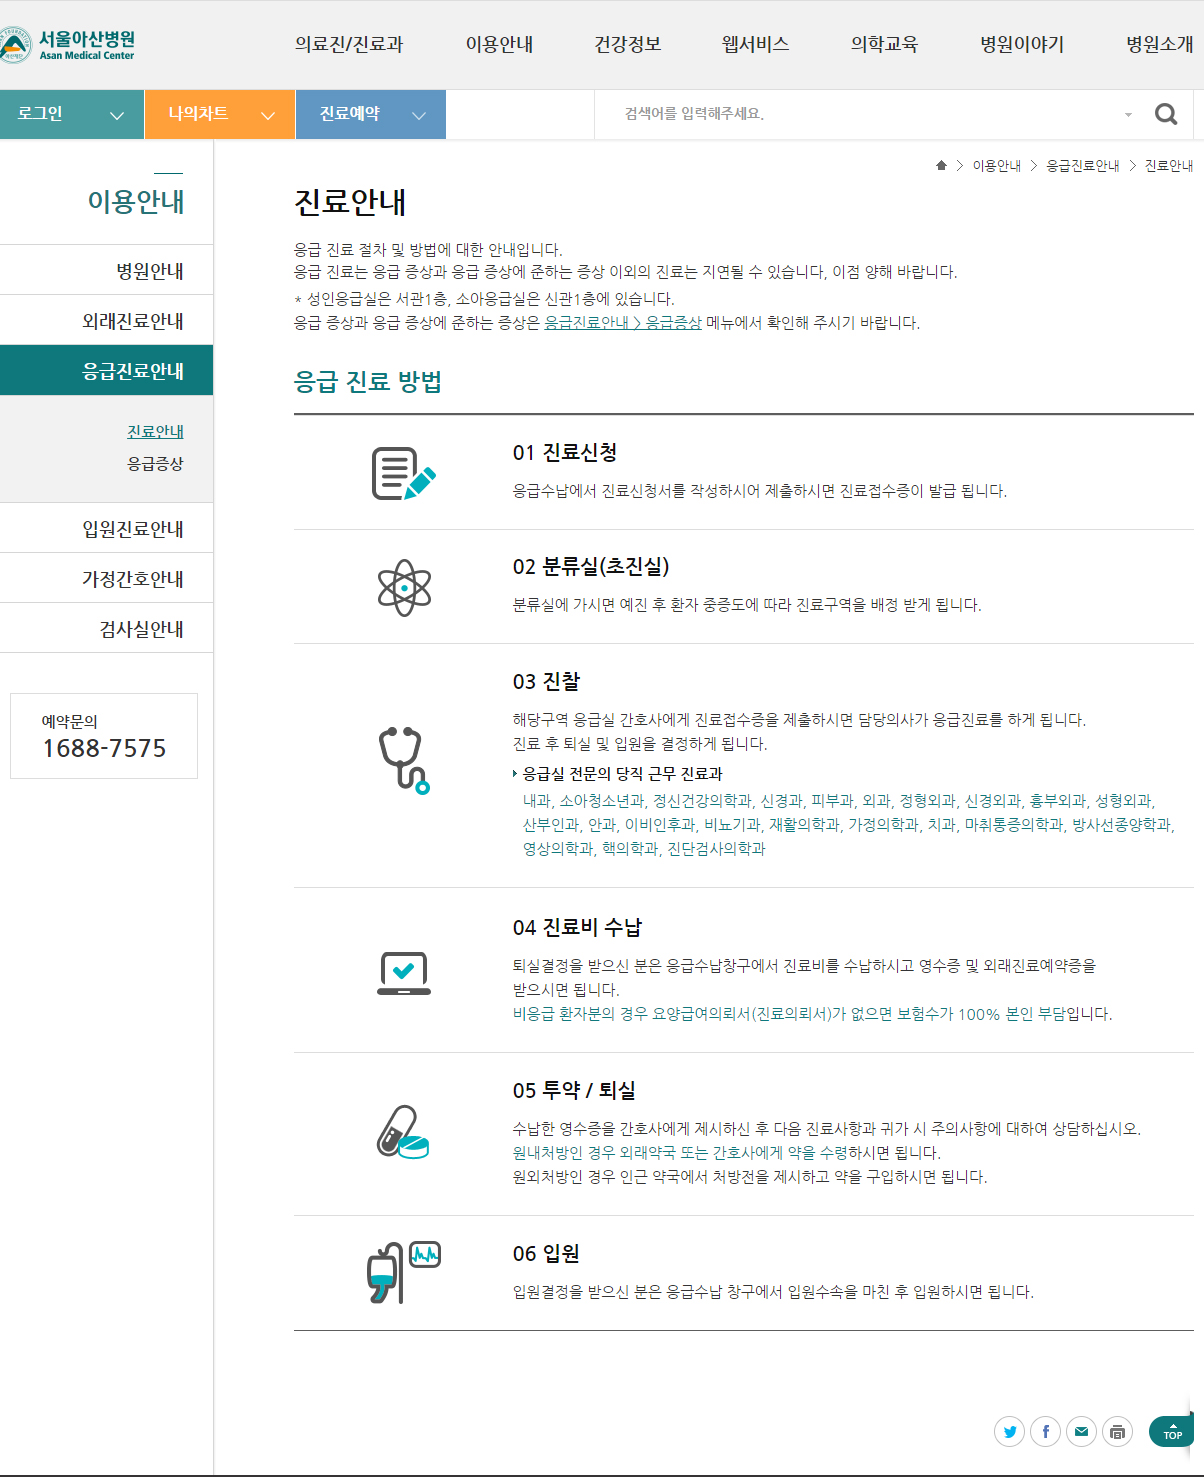 서울아산병원
Asan Medical Center
의료진/진료과
이용안내
건강정보
웹서비스
의학교육
병원이야기
병원소개
로그인
나의차트
진료예약
검색어를 입력해주세요.
이용안내
응급진료안내
진료안내
이용안내
병원안내
외래진료안내
응급진료안내
진료안내
응급증상
입원진료안내
가정간호안내
검사실안내
예약문의
1688-7575
진료안내
응급 진료 절차 및 방법에 대한 안내입니다.
응급 진료는 응급 증상과 응급 증상에 준하는 증상 이외의 진료는 지연될 수 있습니다, 이점 양해 바랍니다.
* 성인응급실은 서관1층, 소아응급실은 신관1층에 있습니다.
응급 증상과 응급 증상에 준하는 증상은 응급진료안내 > 응급증상 메뉴에서 확인해 주시기 바랍니다.
응급 진료 방법
01 진료신청
응급수납에서 진료신청서를 작성하시어 제출하시면 진료접수증이 발급 됩니다.
02 분류실(초진실)
분류실에 가시면 예진 후 환자 중증도에 따라 진료구역을 배정 받게 됩니다.
03 진찰
해당구역 응급실 간호사에게 진료접수증을 제출하시면 담당의사가 응급진료를 하게 됩니다.
진료 후 퇴실 및 입원을 결정하게 됩니다.
응급실 전문의 당직 근무 진료과
내과, 소아청소년과, 정신건강의학과, 신경과, 피부과, 외과, 정형외과, 신경외과, 흉부외과, 성형외과,
산부인과, 안과, 이비인후과, 비뇨기과, 재활의학과, 가정의학과, 치과, 마취통증의학과, 방사선종양학과,
영상의학과, 핵의학과, 진단검사의학과
04 진료비 수납
퇴실결정을 받으신 분은 응급수납창구에서 진료비를 수납하시고 영수증 및 외래진료예약증을
받으시면 됩니다.
비응급 환자분의 경우 요양급여의뢰서(진료의뢰서)가 없으면 보험수가 100% 본인 부담입니다.
05 투약 / 퇴실
수납한 영수증을 간호사에게 제시하신 후 다음 진료사항과 귀가 시 주의사항에 대하여 상담하십시오.
원내처방인 경우 외래약국 또는 간호사에게 약을 수령하시면 됩니다.
원외처방인 경우 인근 약국에서 처방전을 제시하고 약을 구입하시면 됩니다.
06 입원
입원결정을 받으신 분은 응급수납 창구에서 입원수속을 마친 후 입원하시면 됩니다.
TOP